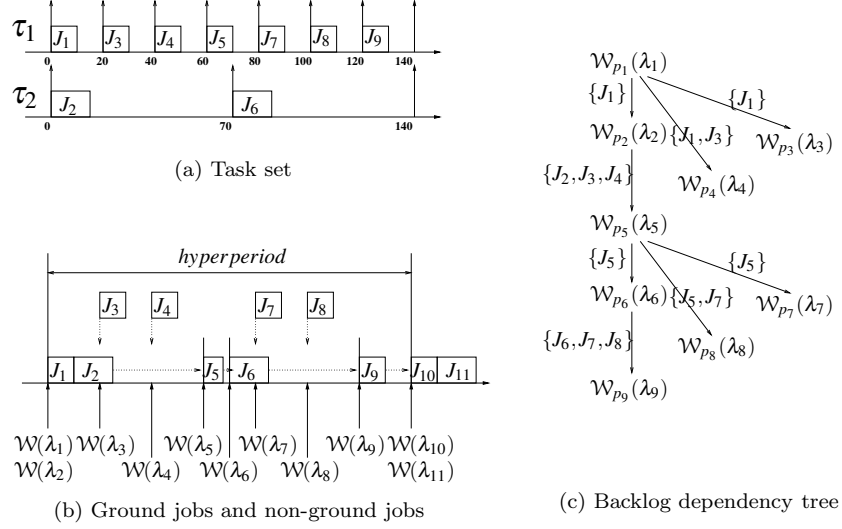 τ1
J1 J3 J4 J5 J7 J8 J9
0 20 40 60 80 100 120 140
τ2
J2 J6
0 70 140
(a) Task set
hyperperiod
J3 J4 J7 J8
J1 J2 J5 J6 J9 J10 J11
W(λ1) W(λ3) W(λ5) W(λ7) W(λ9) W(λ10)
W(λ2) W(λ4) W(λ6) W(λ8) W(λ11)
(b) Ground jobs and non-ground jobs
Wp1(λ1)
{J1} {J1}
Wp2(λ2) {J1,J3} Wp3(λ3)
{J2,J3,J4} Wp4(λ4)
Wp5(λ5)
{J5} {J5}
Wp6(λ6) {J5,J7} Wp7(λ7)
{J6,J7,J8} Wp8(λ8)
Wp9(λ9)
(c) Backlog dependency tree